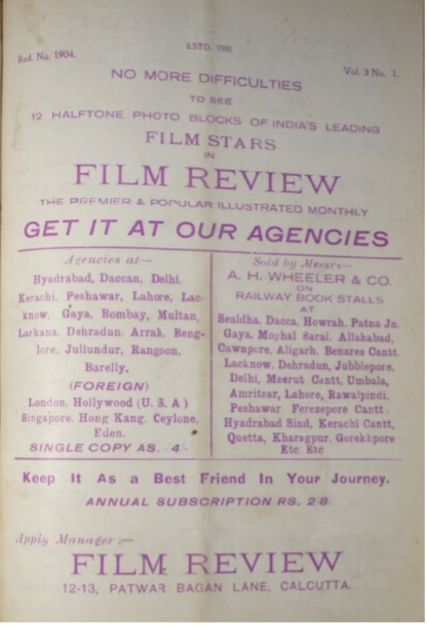 ESTD. 1930
Red. No. 1904.
Vol. 3 No. 1.
NO MORE DIFFICULTIES
TO SEE
12 HALFTONE PHOTO BLOCKS OF INDIA'S LEADING
FILM STARS
IN
FILM REVIEW
THE PREMIER & POPULAR ILLUSTRATED MONTHLY
GET IT AT OUR AGENCIES
Agencies at—
Hyadrabad, Daccan, Delhi,
Kerachi, Peshawar, Lahore, Luc-
know, Gaya, Bombay, Multan,
Larkana, Dehradun, Arrah, Beng-
lore, Jullundur, Rangoon,
Barelly.
(FOREIGN)
London, Hollywood (U. S. A )
Singapore, Hong Kang, Ceylone,
Eden.
SINGLE COPY AS. -/4/-
Sold by Messrs—
A. H. WHEELER & CO.
ON
RAILWAY BOOK STALLS
AT
Sealdha, Dacca, Howrah, Patna Jn.
Gaya, Moghal Sarai, Allahabad,
Cawnpore, Aligarh, Benares Cantt.
Lacknow, Dehradun, Jubblepore,
Delhi, Meerut Cantt, Umbala,
Amritsar, Lahore, Rawalpindi,
Peshawar Ferezepore Cantt.
Hyadrabad Sind, Kerachi Cantt,
Quetta, Kharagpur, Gorekhpore
Etc. Etc
Keep It As a Best Friend In Your Journey.
ANNUAL SUBSCRIPTION RS. 2/8/-
Apply Manager :—
FILM REVIEW
12-13, PATWAR BAGAN LANE, CALCUTTA.